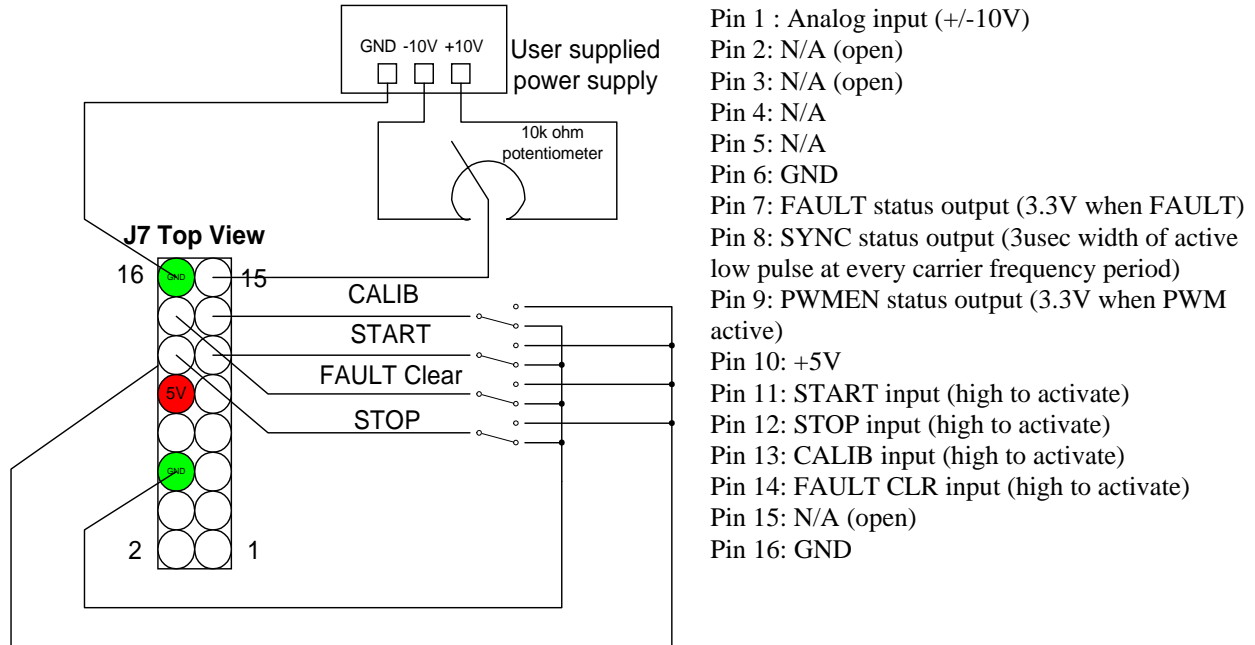 GND -10V +10V
User supplied
power supply
10k ohm
potentiometer
J7 Top View
16
GND
15
CALIB
START
FAULT Clear
5V
STOP
GND
2
1
Pin 1 : Analog input (+/-10V)
Pin 2: N/A (open)
Pin 3: N/A (open)
Pin 4: N/A
Pin 5: N/A
Pin 6: GND
Pin 7: FAULT status output (3.3V when FAULT)
Pin 8: SYNC status output (3usec width of active
low pulse at every carrier frequency period)
Pin 9: PWMEN status output (3.3V when PWM
active)
Pin 10: +5V
Pin 11: START input (high to activate)
Pin 12: STOP input (high to activate)
Pin 13: CALIB input (high to activate)
Pin 14: FAULT CLR input (high to activate)
Pin 15: N/A (open)
Pin 16: GND